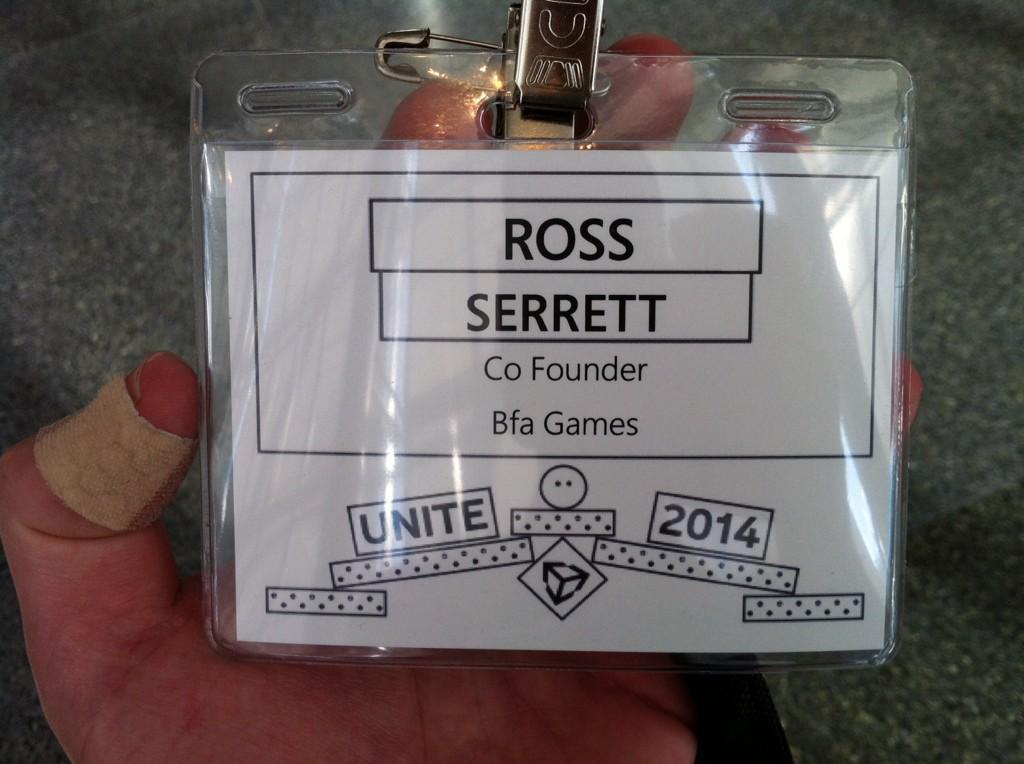 ROSS
SERRETT
Co Founder
Bfa Games
UNITE 2014